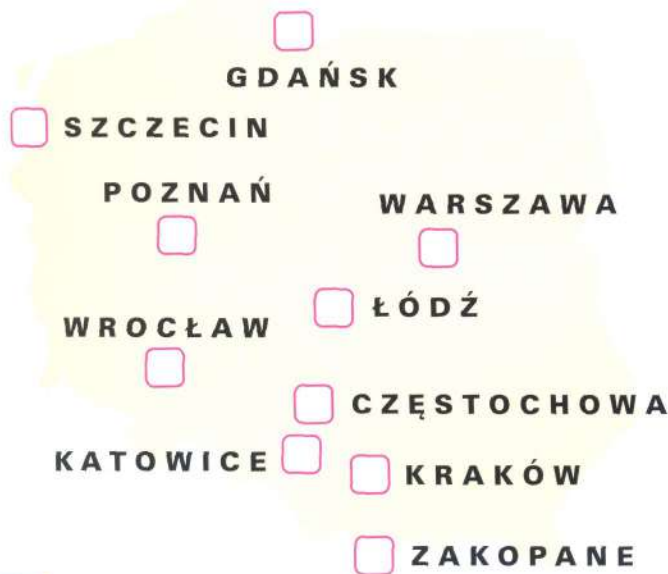 GDAŃSK
SZCZECIN
POZNAŃ
WARSZAWA
ŁÓDŹ
WROCŁAW
CZĘSTOCHOWA
KATOWICE
KRAKÓW
ZAKOPANE